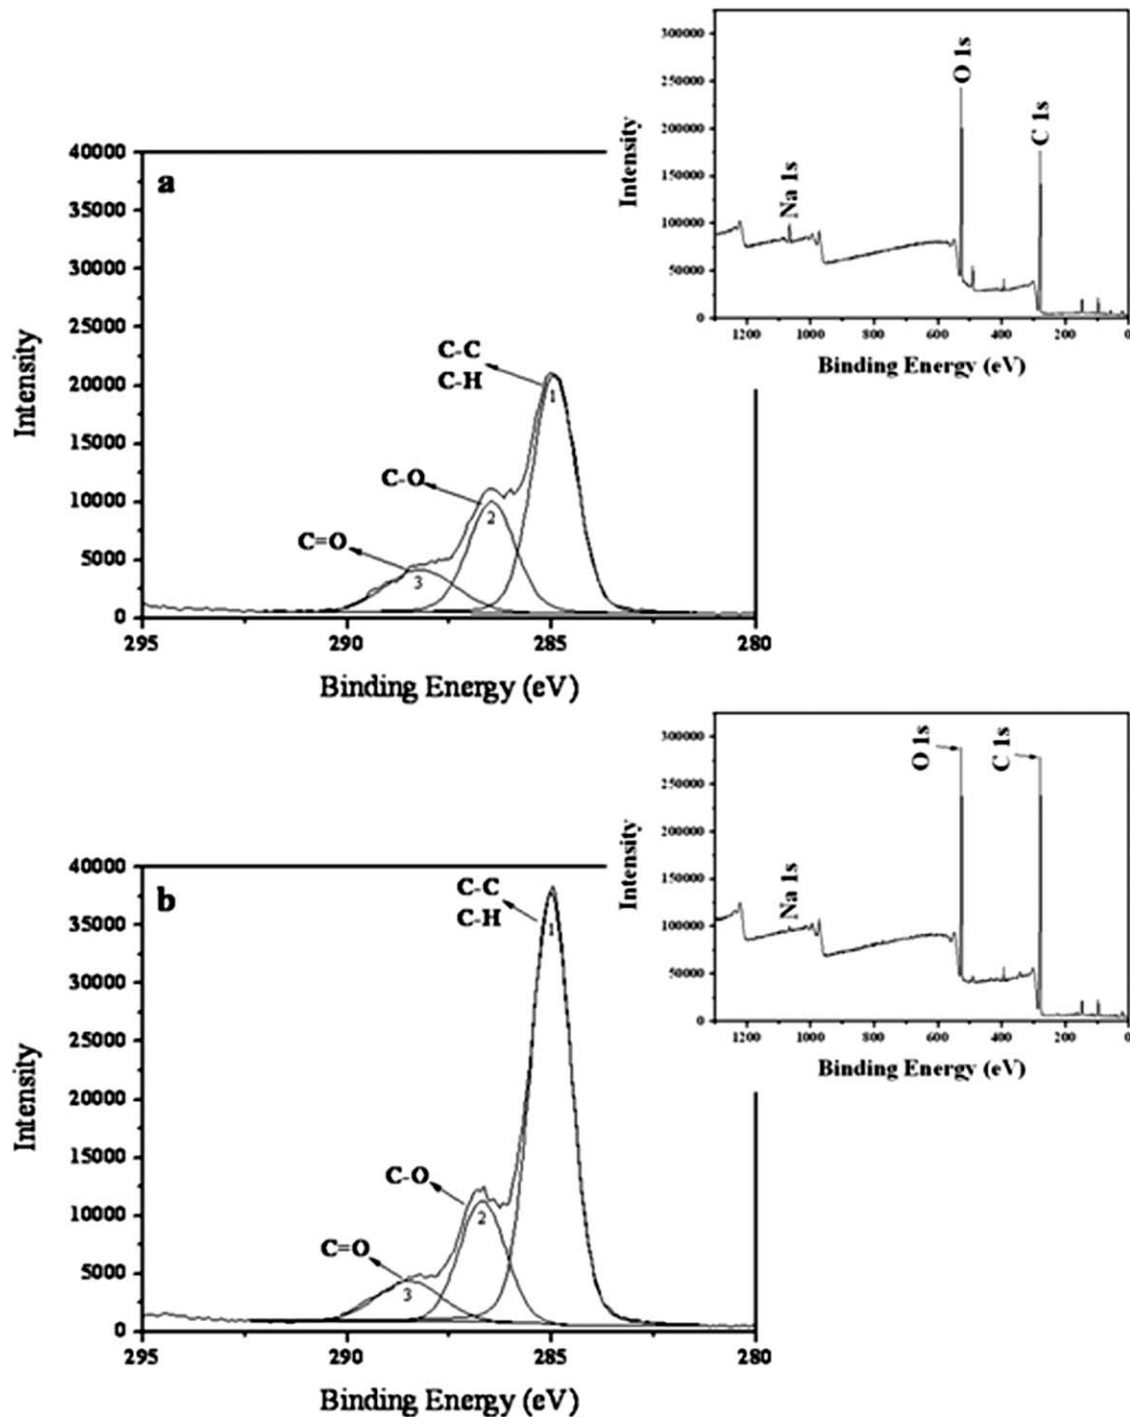 a
40000
35000
30000
25000
20000
15000
10000
5000
0
Intensity
C-C
C-H
1
C-O
2
C=O
3
295
290
285
280
Binding Energy (eV)
300000
250000
200000
150000
100000
50000
0
Intensity
Na 1s
O 1s
C 1s
1200
1000
800
600
400
200
0
Binding Energy (eV)
b
40000
35000
30000
25000
20000
15000
10000
5000
0
Intensity
C-C
C-H
1
C-O
2
C=O
3
295
290
285
280
Binding Energy (eV)
300000
250000
200000
150000
100000
50000
0
Intensity
Na 1s
O 1s
C 1s
1200
1000
800
600
400
200
0
Binding Energy (eV)